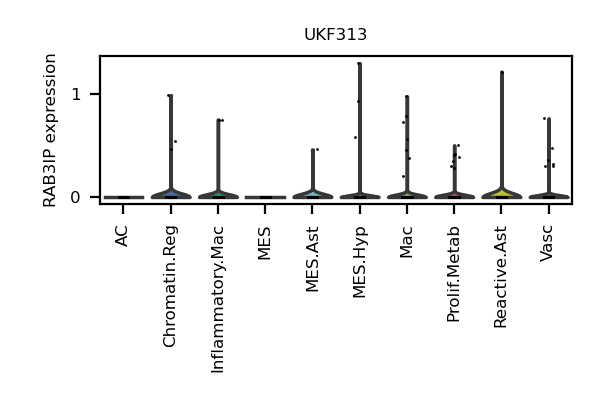 UKF313
RAB3IP expression
1
0
AC
Chromatin.Reg
Inflammatory.Mac
MES
MES.Ast
MES.Hyp
Mac
Prolif.Metab
Reactive.Ast
Vasc